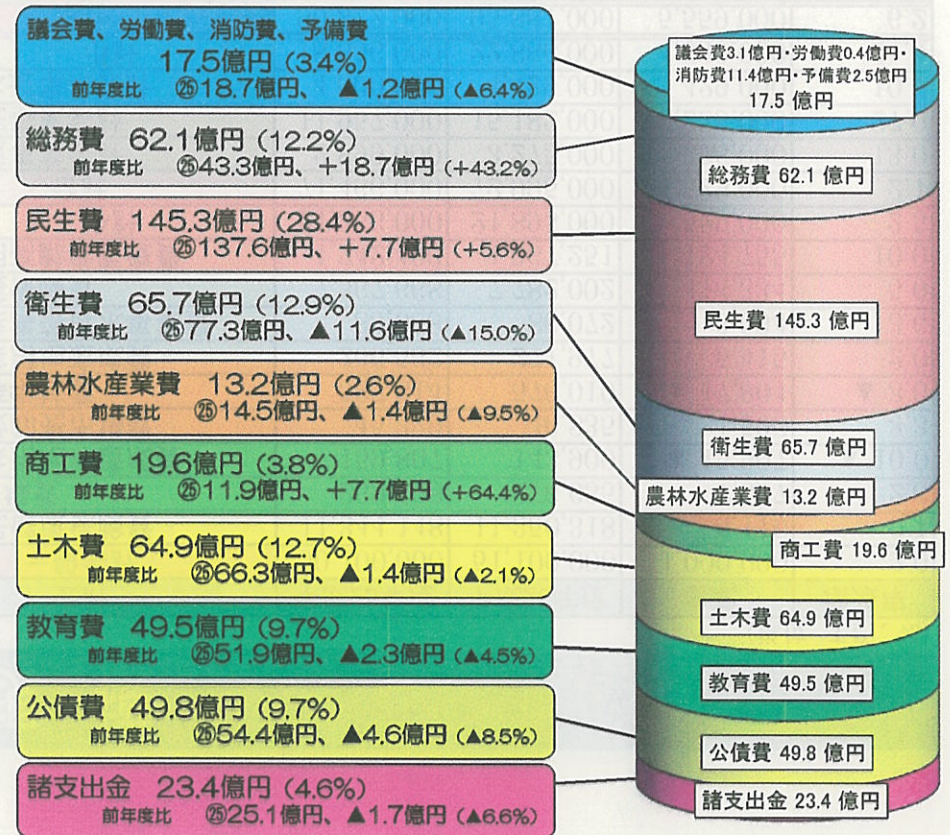 議会費、労働費、消防費、予備費
17.5億円 (3.4%)
前年度比 ㉕18.7億円、 ▲1.2億円 (▲6.4%)
総務費 62.1億円 (12.2%)
前年度比 ㉕43.3億円、+18.7億円 (+43.2%)
民生費 145.3億円 (28.4%)
前年度比 ㉕137.6億円、+7.7億円 (+5.6%)
衛生費 65.7億円 (12.9%)
前年度比 ㉕77.3億円、▲11.6億円 (▲15.0%)
農林水産業費 13.2億円 (2.6%)
前年度比 ㉕14.5億円、▲1.4億円 (▲9.5%)
商工費 19.6億円 (3.8%)
前年度比 ㉕11.9億円、+7.7億円 (+64.4%)
土木費 64.9億円 (12.7%)
前年度比 ㉕66.3億円、▲1.4億円 (▲2.1%)
教育費 49.5億円 (9.7%)
前年度比 ㉕51.9億円、▲2.3億円 (▲4.5%)
公債費 49.8億円 (9.7%)
前年度比 ㉕54.4億円、▲4.6億円 (▲8.5%)
諸支出金 23.4億円 (4.6%)
前年度比 ㉕25.1億円、▲1.7億円 (▲6.6%)
議会費3.1億円・労働費0.4億円・
消防費11.4億円・予備費2.5億円
17.5 億円
総務費 62.1 億円
民生費 145.3 億円
衛生費 65.7 億円
農林水産業費 13.2 億円
商工費 19.6 億円
土木費 64.9 億円
教育費 49.5 億円
公債費 49.8 億円
諸支出金 23.4 億円